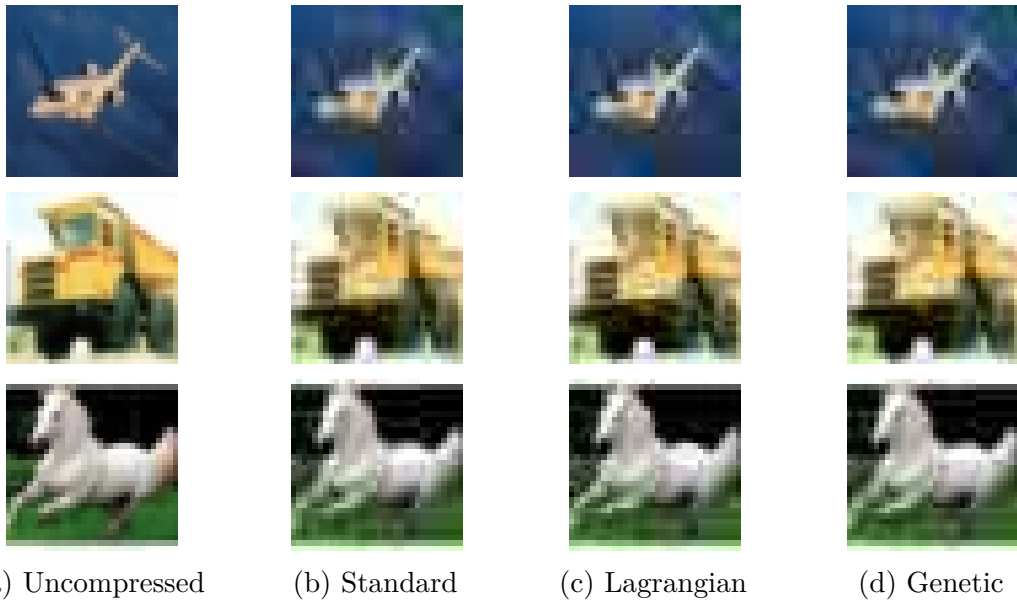 ) Uncompressed
(b) Standard
(c) Lagrangian
(d) Genetic